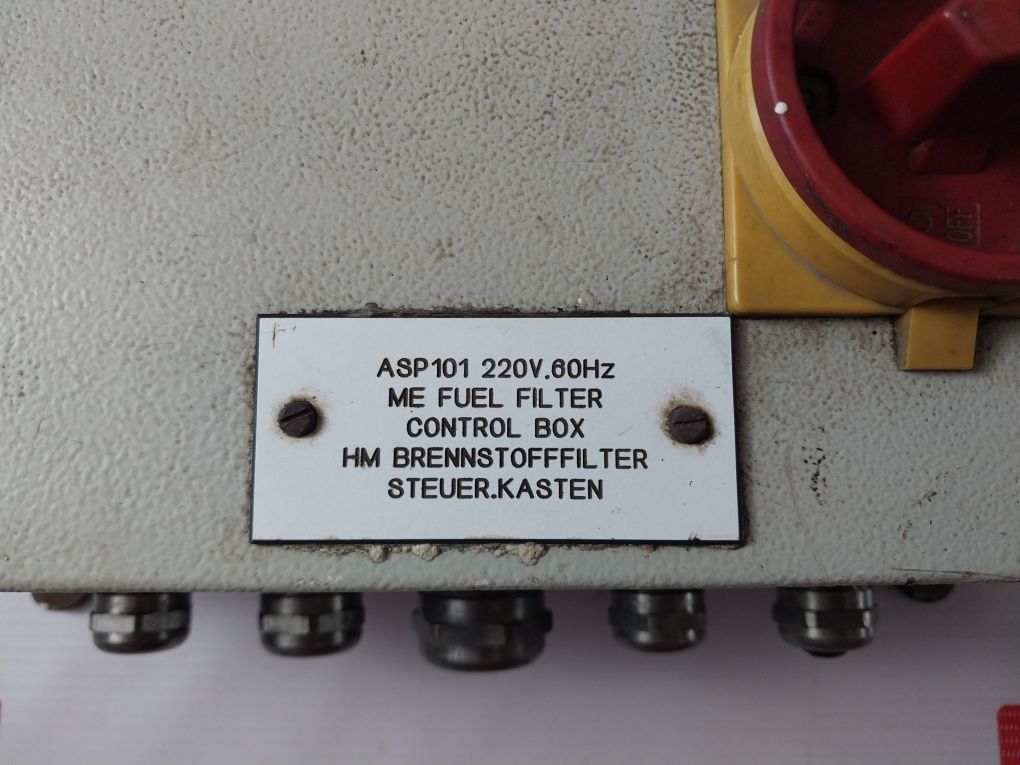 ASP101 220V.60Hz
ME FUEL FILTER
CONTROL BOX
HM BRENNSTOFFFILTER
STEUER.KASTEN
OFF